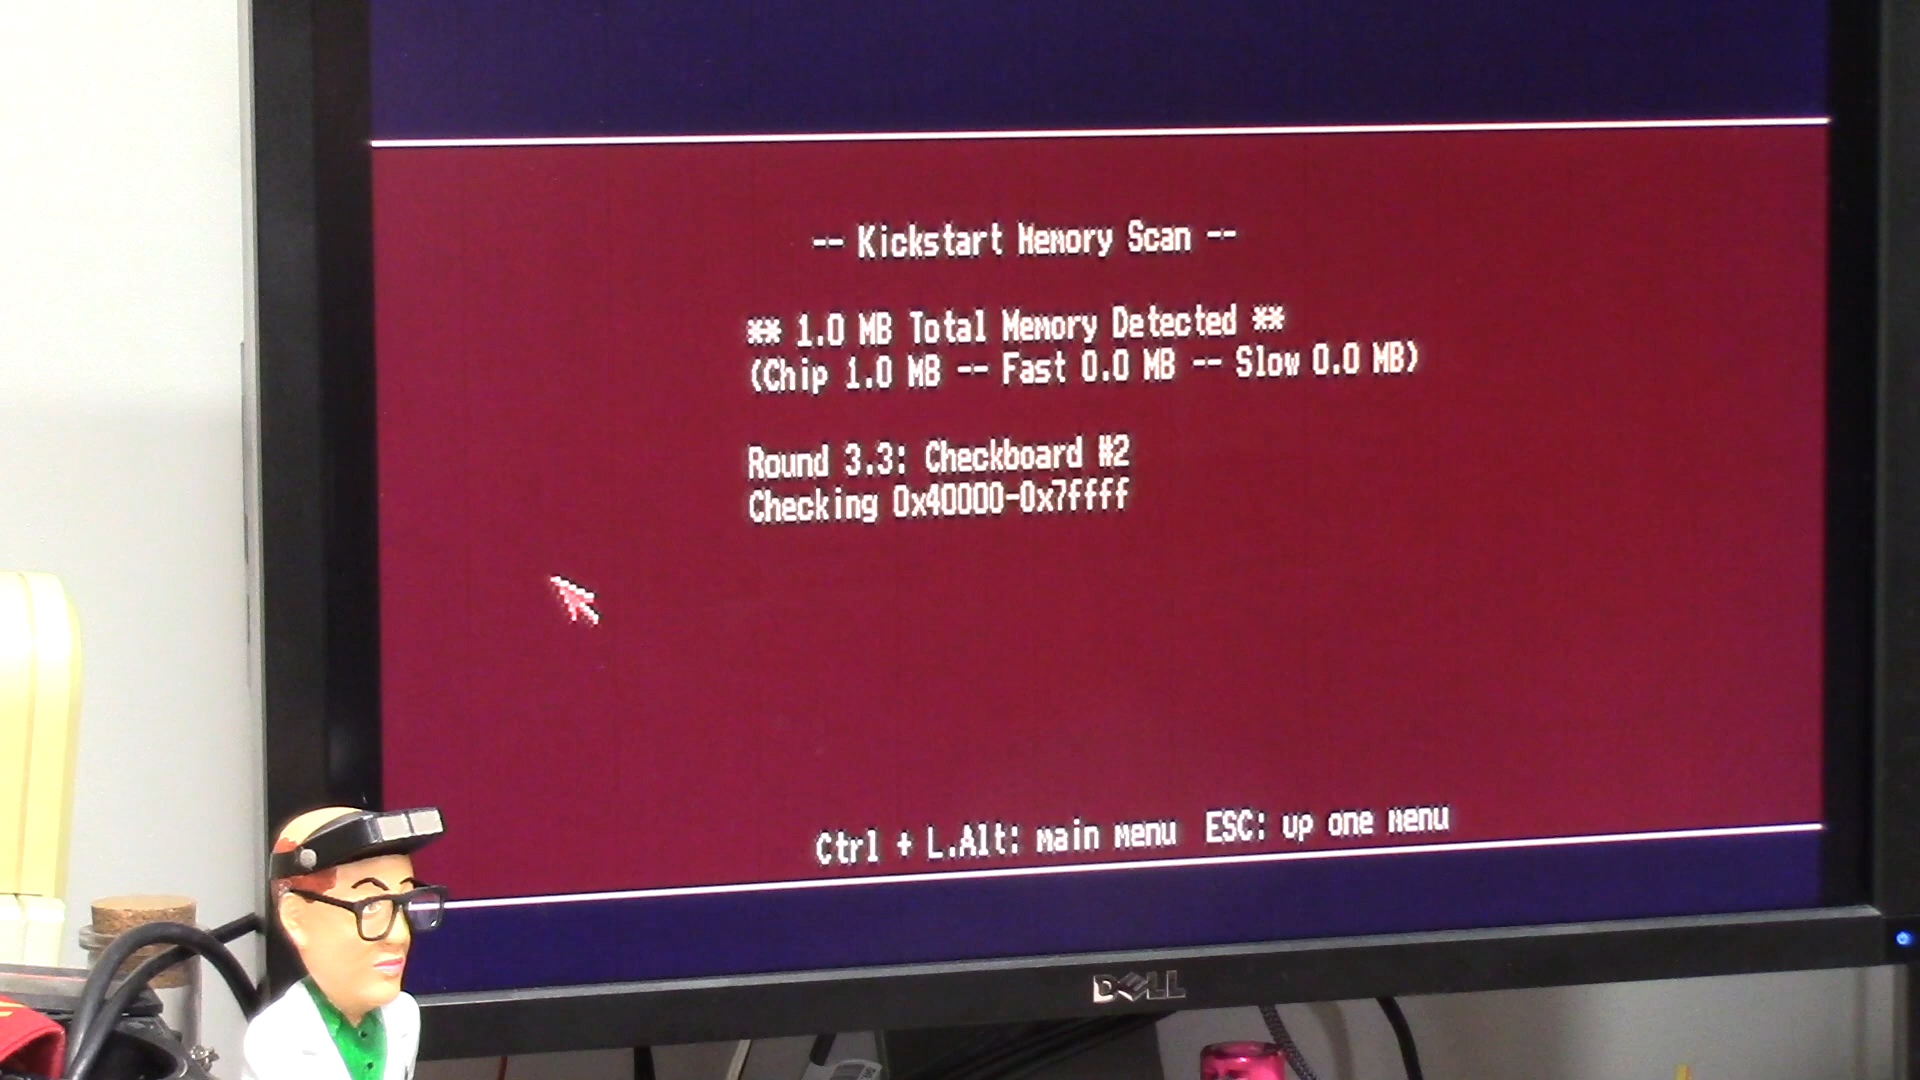 -- Kickstart Memory Scan --
** 1.0 MB Total Memory Detected **
(Chip 1.0 MB -- Fast 0.0 MB -- Slow 0.0 MB)
Round 3.3: Checkboard #2
Checking 0x40000-0x7ffff
Ctrl + L.Alt: main menu ESC: up one menu
DELL